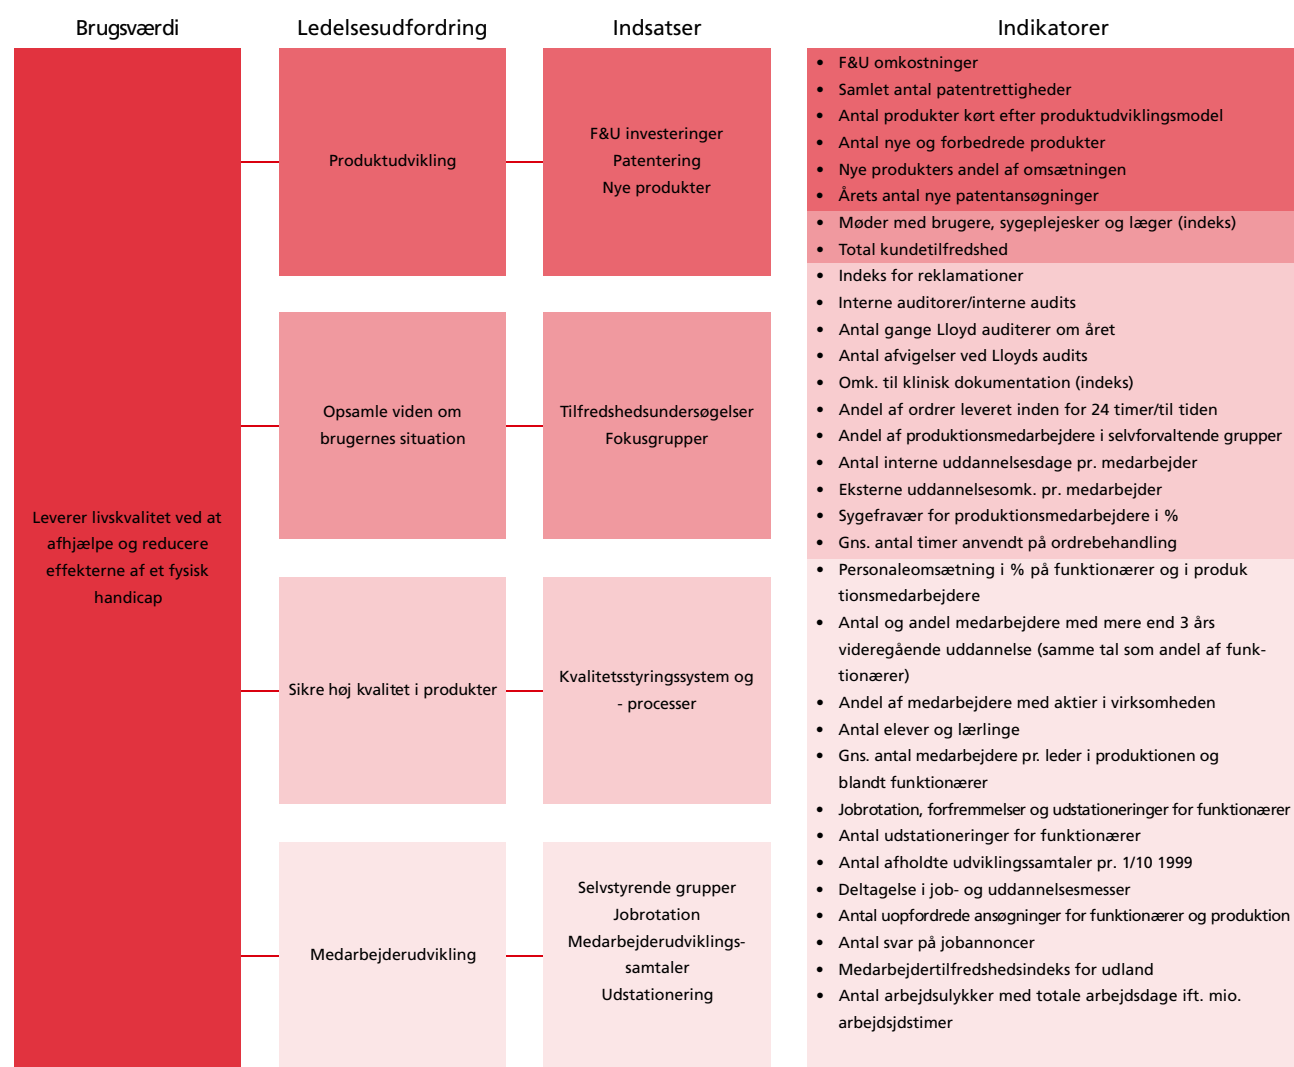 Brugsværdi
Ledelsesudfordring
Indsatser
Indikatorer
Leverer livskvalitet ved at
afhjælpe og reducere
effekterne af et fysisk
handicap
Produktudvikling
F&U investeringer
Patentering
Nye produkter
Opsamle viden om
brugernes situation
Tilfredshedsundersøgelser
Fokusgrupper
Sikre høj kvalitet i produkter
Kvalitetsstyringssystem og
- processer
Medarbejderudvikling
Selvstyrende grupper
Jobrotation
Medarbejderudviklings-
samtaler
Udstationering
• F&U omkostninger
• Samlet antal patentrettigheder
• Antal produkter kørt efter produktudviklingsmodel
• Antal nye og forbedrede produkter
• Nye produkters andel af omsætningen
• Årets antal nye patentansøgninger
• Møder med brugere, sygeplejesker og læger (indeks)
• Total kundetilfredshed
• Indeks for reklamationer
• Interne auditorer/interne audits
• Antal gange Lloyd auditerer om året
• Antal afvigelser ved Lloyds audits
• Omk. til klinisk dokumentation (indeks)
• Andel af ordrer leveret inden for 24 timer/til tiden
• Andel af produktionsmedarbejdere i selvforvaltende grupper
• Antal interne uddannelsesdage pr. medarbejder
• Eksterne uddannelsesomk. pr. medarbejder
• Sygefravær for produktionsmedarbejdere i %
• Gns. antal timer anvendt på ordrebehandling
• Personaleomsætning i % på funktionærer og i produk
tionsmedarbejdere
• Antal og andel medarbejdere med mere end 3 års
videregående uddannelse (samme tal som andel af funk-
tionærer)
• Andel af medarbejdere med aktier i virksomheden
• Antal elever og lærlinge
• Gns. antal medarbejdere pr. leder i produktionen og
blandt funktionærer
• Jobrotation, forfremmelser og udstationeringer for funktionærer
• Antal udstationeringer for funktionærer
• Antal afholdte udviklingssamtaler pr. 1/10 1999
• Deltagelse i job- og uddannelsesmesser
• Antal uopfordrede ansøgninger for funktionærer og produktion
• Antal svar på jobannoncer
• Medarbejdertilfredshedsindeks for udland
• Antal arbejdsulykker med totale arbejdsdage ift. mio.
arbejdsjdstimer